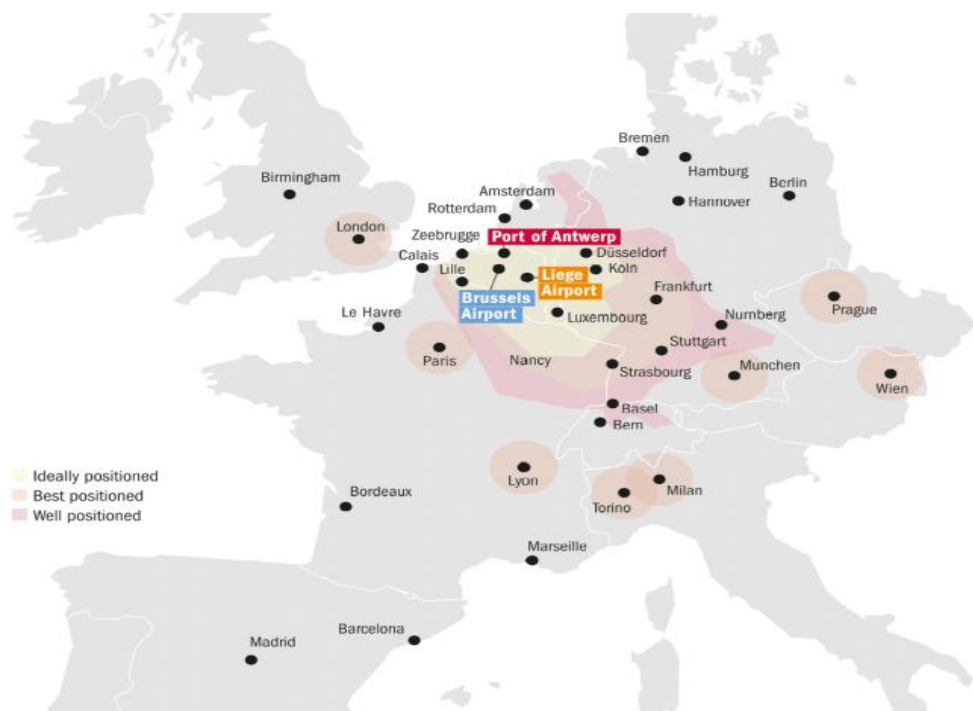 Bremen
Hamburg
Birmingham
Berlin
Amsterdam
Hannover
Rotterdam
London
Zeebrugge
Port of Antwerp
Calais
Düsseldorf
Lille
Liege
Airport
Köln
Brussels
Airport
Frankfurt
Le Havre
Luxembourg
Prague
Nurnberg
Paris
Nancy
Stuttgart
Strasbourg
Munchen
Wien
Basel
Bern
Ideally positioned
Best positioned
Well positioned
Lyon
Milan
Bordeaux
Torino
Marseille
Barcelona
Madrid